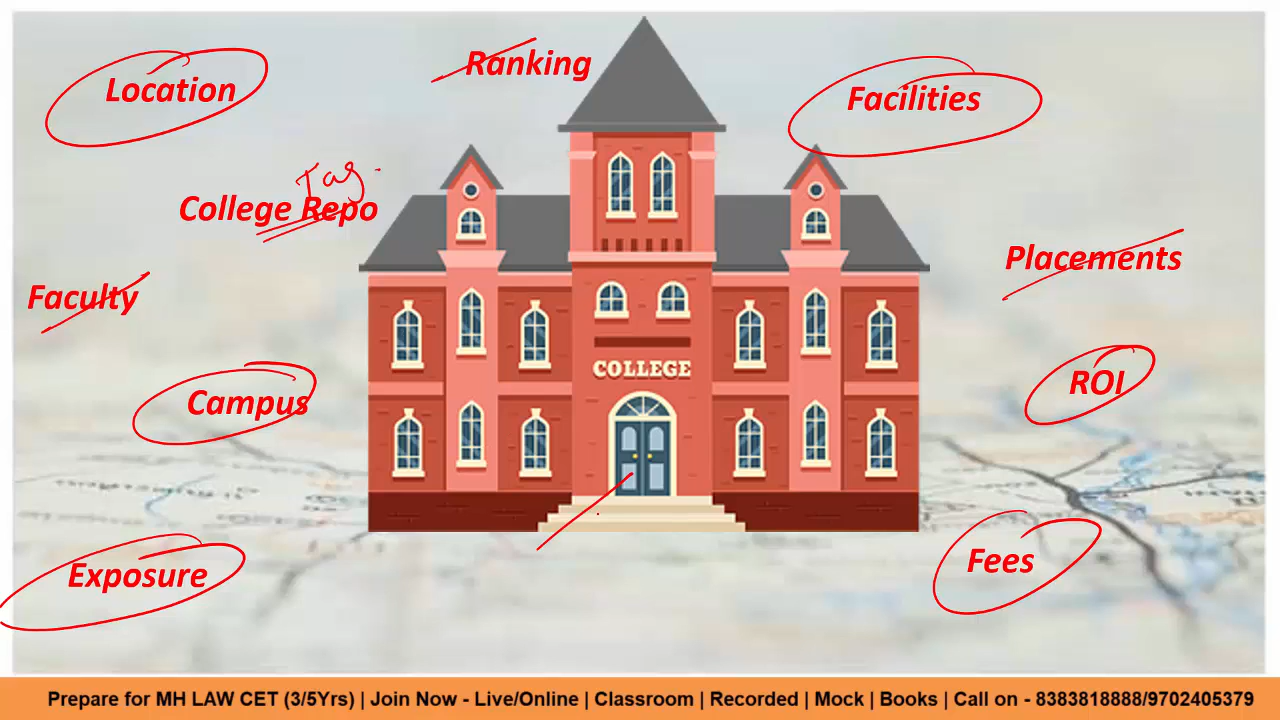 Location
Ranking
Facilities
Tag
College Repo
Placements
Faculty
COLLEGE
Campus
ROI
Exposure
Fees
Prepare for MH LAW CET (3/5Yrs) | Join Now - Live/Online | Classroom | Recorded | Mock | Books | Call on - 8383818888/9702405379